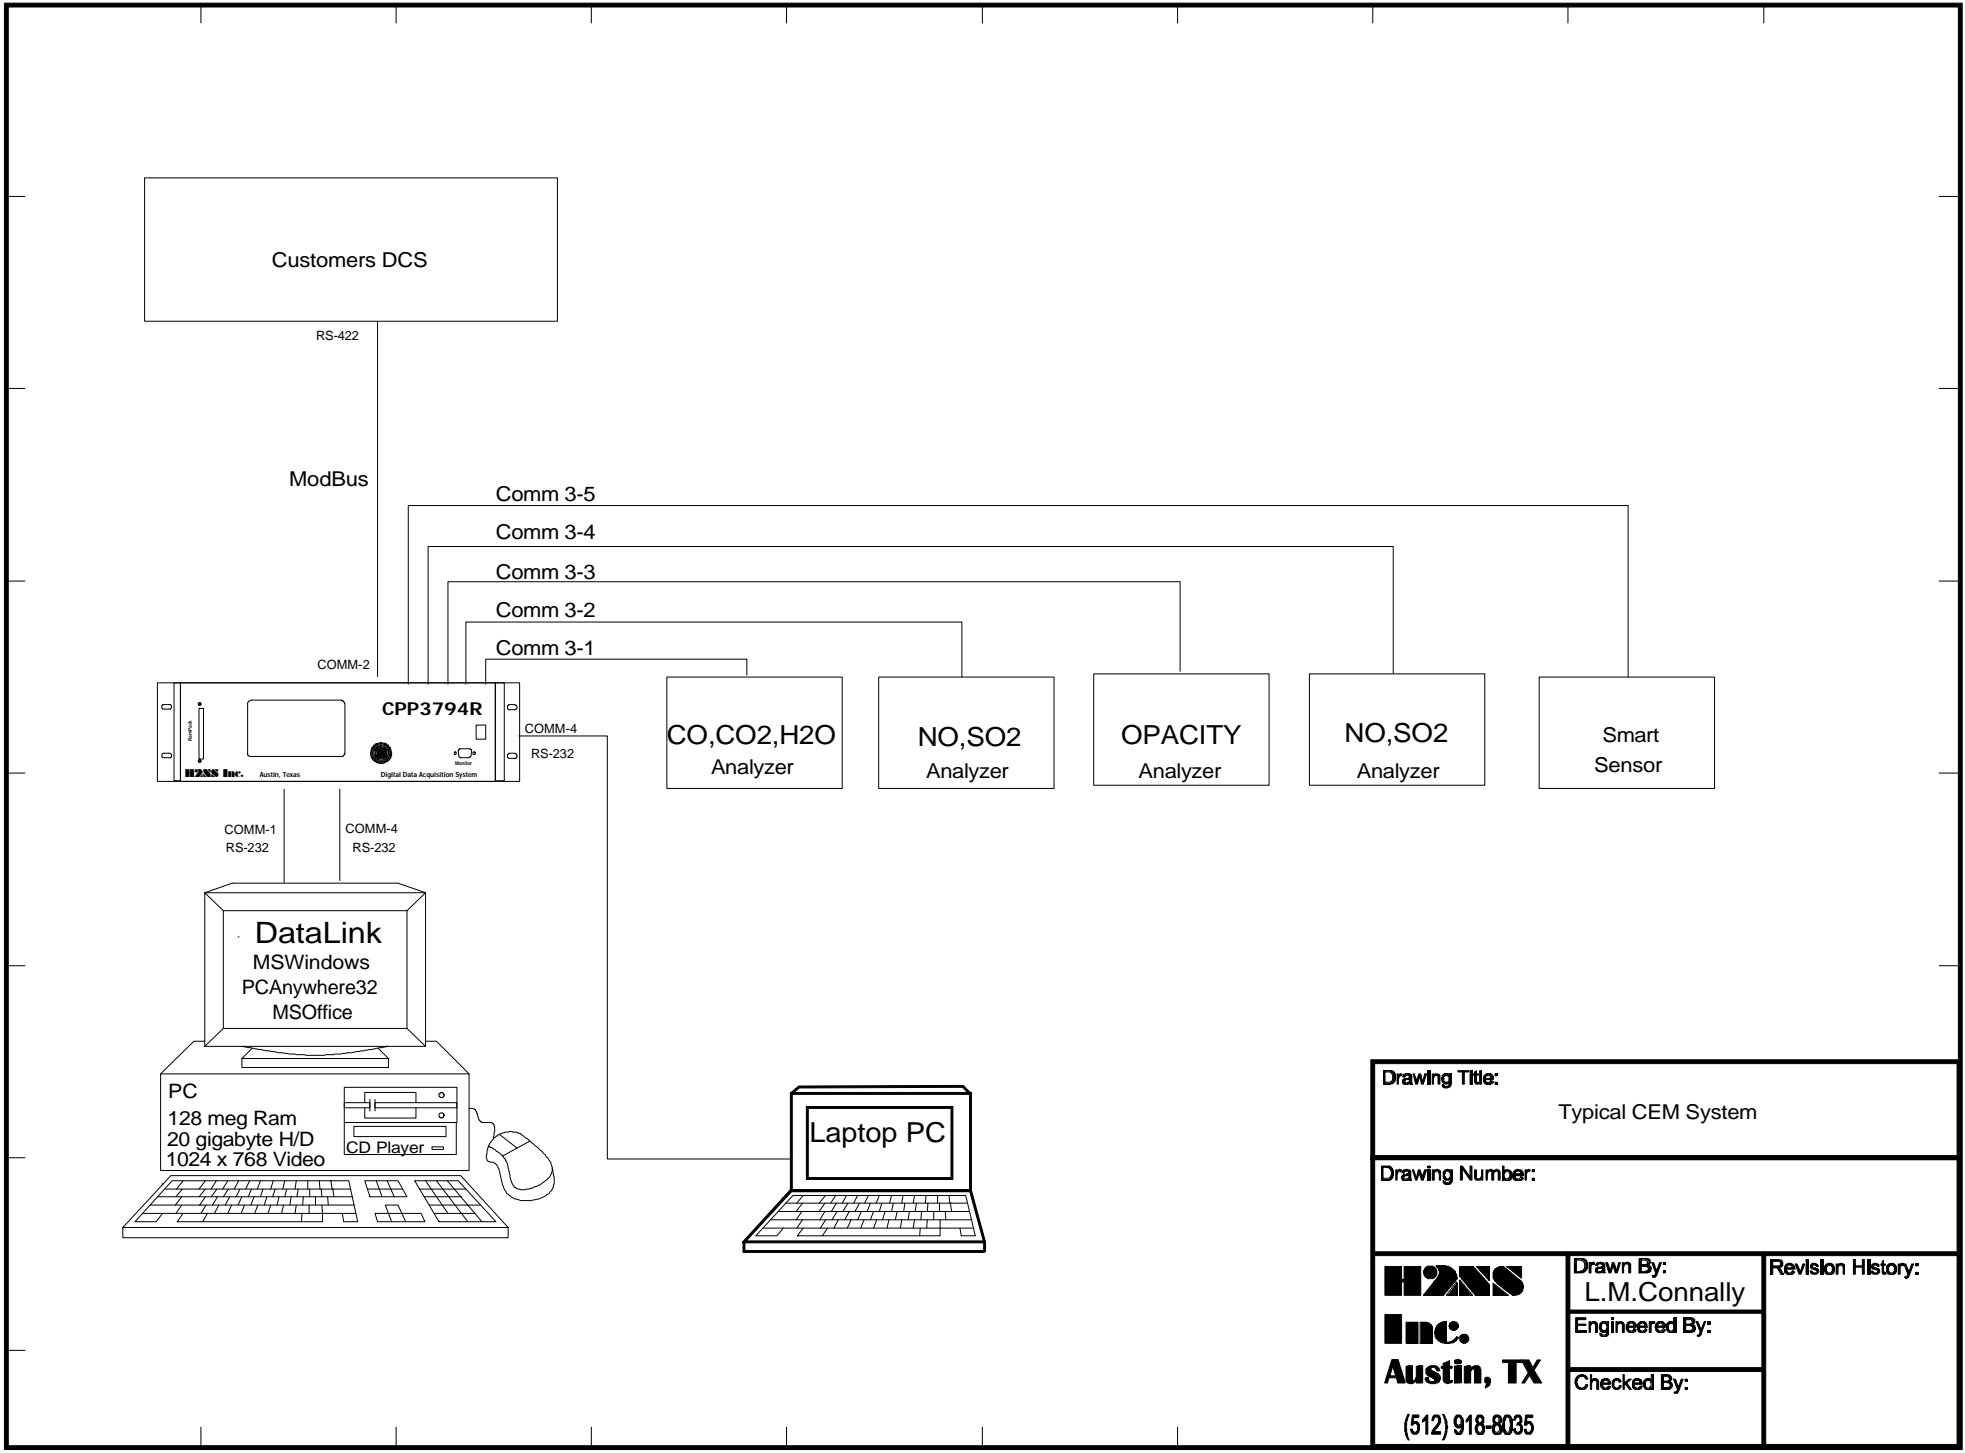 Customers DCS
RS-422
ModBus
Comm 3-5
Comm 3-4
Comm 3-3
Comm 3-2
Comm 3-1
COMM-2
CPP3794R
RamPack
Monitor
H2NS Inc.
Austin, Texas
Digital Data Acquisition System
COMM-4
RS-232
CO,CO2,H2O
Analyzer
NO,SO2
Analyzer
OPACITY
Analyzer
NO,SO2
Analyzer
Smart
Sensor
COMM-1
RS-232
COMM-4
RS-232
DataLink
MSWindows
PCAnywhere32
MSOffice
PC
128 meg Ram
20 gigabyte H/D
1024 x 768 Video
CD Player
Laptop PC
Drawing Title:
Typical CEM System
Drawing Number:
H2NS
Inc.
Austin, TX
(512) 918-8035
Drawn By:
L.M.Connally
Engineered By:
Checked By:
Revision History: